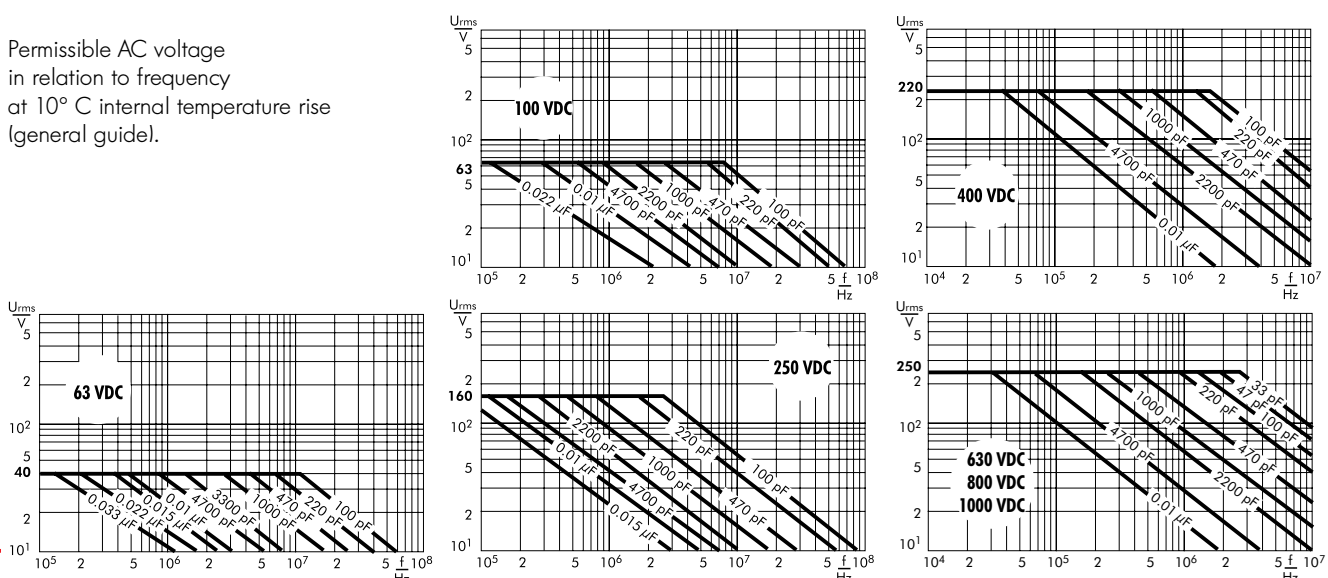 Permissible AC voltage
in relation to frequency
at 10° C internal temperature rise
(general guide).
Urms
V
5
2
10²
63
5
2
10¹
100 VDC
0.022 µF
0.01 µF
4700 pF
2200 pF
1000 pF
470 pF
220 pF
100 pF
10⁵ 2 5 10⁶ 2 5 10⁷ 2 5 f 10⁸
Hz
Urms
V
5
220
2
10²
5
2
10¹
400 VDC
0.01 µF
4700 pF
2200 pF
1000 pF
470 pF
220 pF
100 pF
10⁴ 2 5 10⁵ 2 5 10⁶ 2 5 f 10⁷
Hz
Urms
V
5
2
10²
5
40
2
10¹
63 VDC
0.033 µF
0.022 µF
0.015 µF
0.01 µF
4700 pF
3300 pF
1000 pF
470 pF
220 pF
100 pF
10⁵ 2 5 10⁶ 2 5 10⁷ 2 5 f 10⁸
Hz
Urms
V
5
2
160
10²
5
2
10¹
250 VDC
0.015 µF
4700 pF
0.01 µF
2200 pF
1000 pF
470 pF
220 pF
100 pF
10⁵ 2 5 10⁶ 2 5 10⁷ 2 5 f 10⁸
Hz
Urms
V
5
250
2
10²
5
2
10¹
630 VDC
800 VDC
1000 VDC
0.01 µF
4700 pF
2200 pF
1000 pF
470 pF
220 pF
100 pF
47 pF
33 pF
10⁴ 2 5 10⁵ 2 5 10⁶ 2 5 f 10⁷
Hz